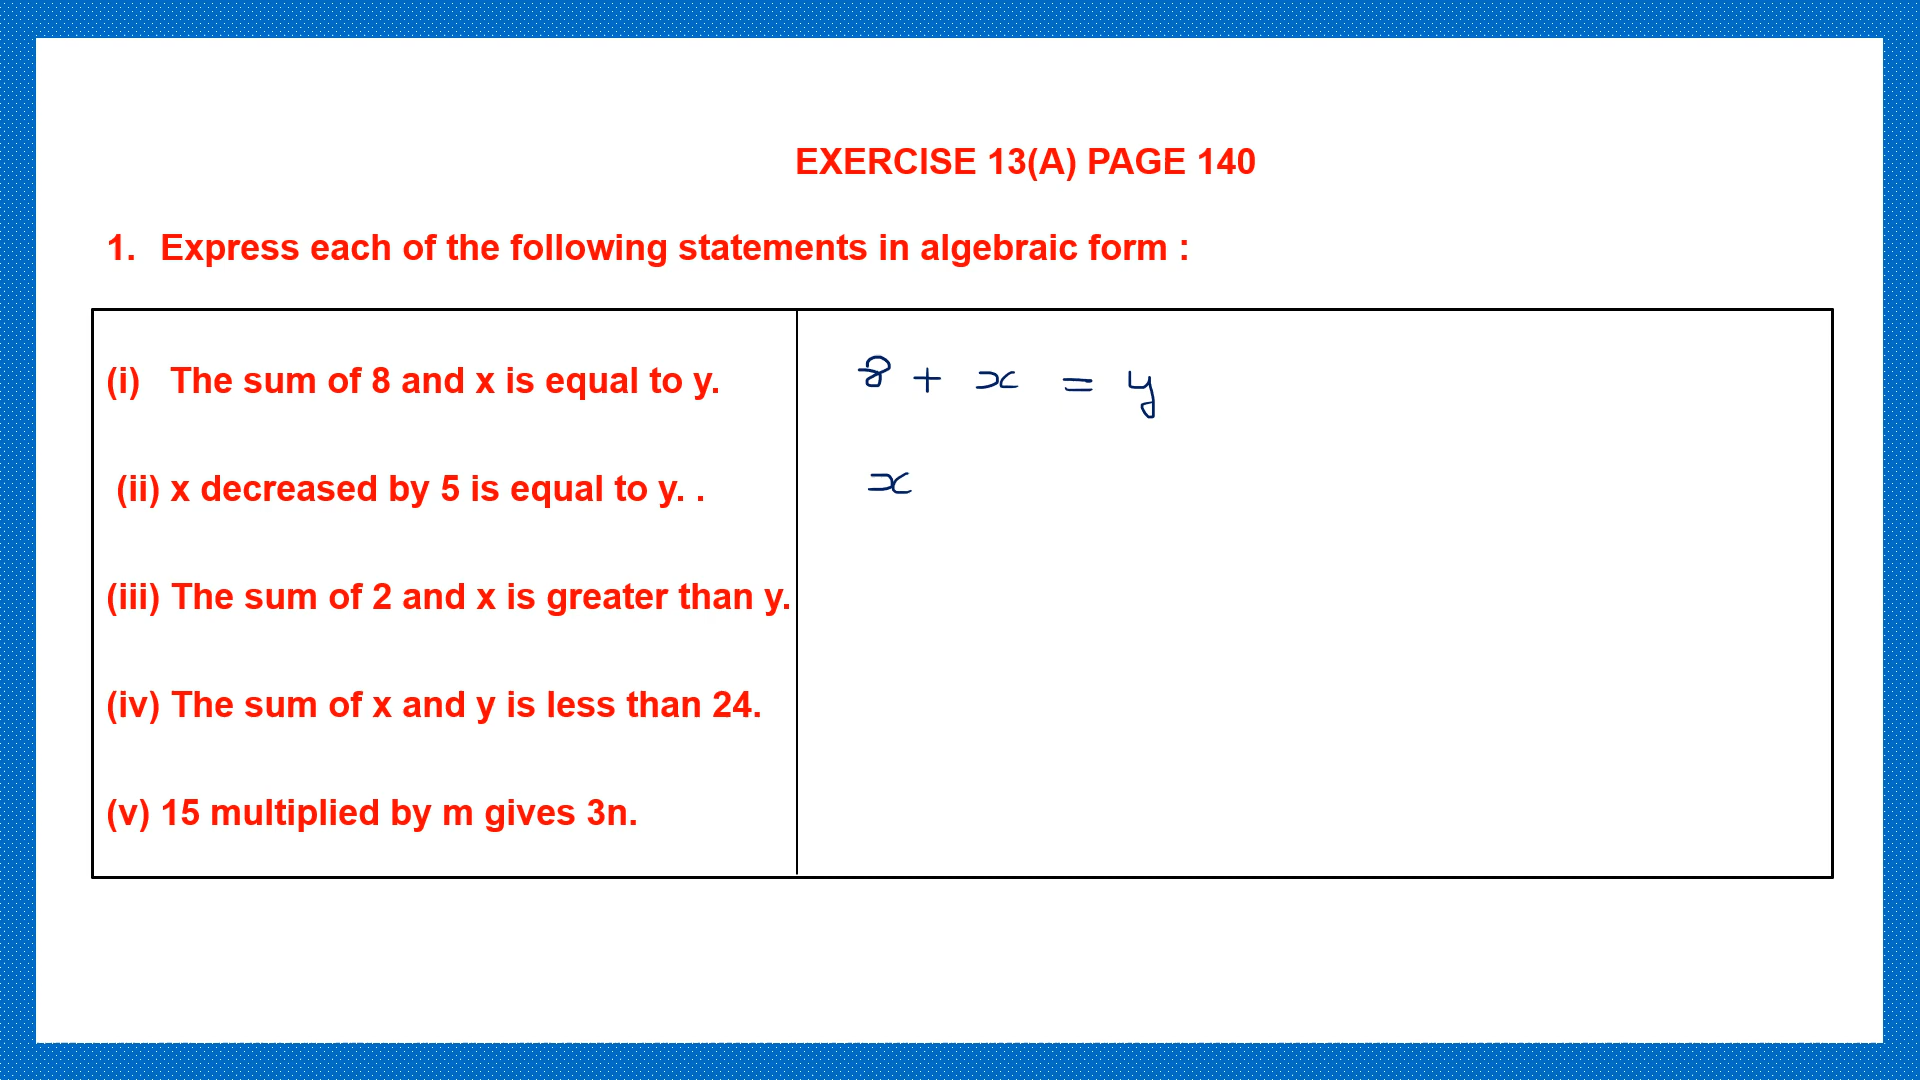 EXERCISE 13(A) PAGE 140
1. Express each of the following statements in algebraic form :
(i) The sum of 8 and x is equal to y.
8 + x = y
(ii) x decreased by 5 is equal to y. .
x
(iii) The sum of 2 and x is greater than y.
(iv) The sum of x and y is less than 24.
(v) 15 multiplied by m gives 3n.